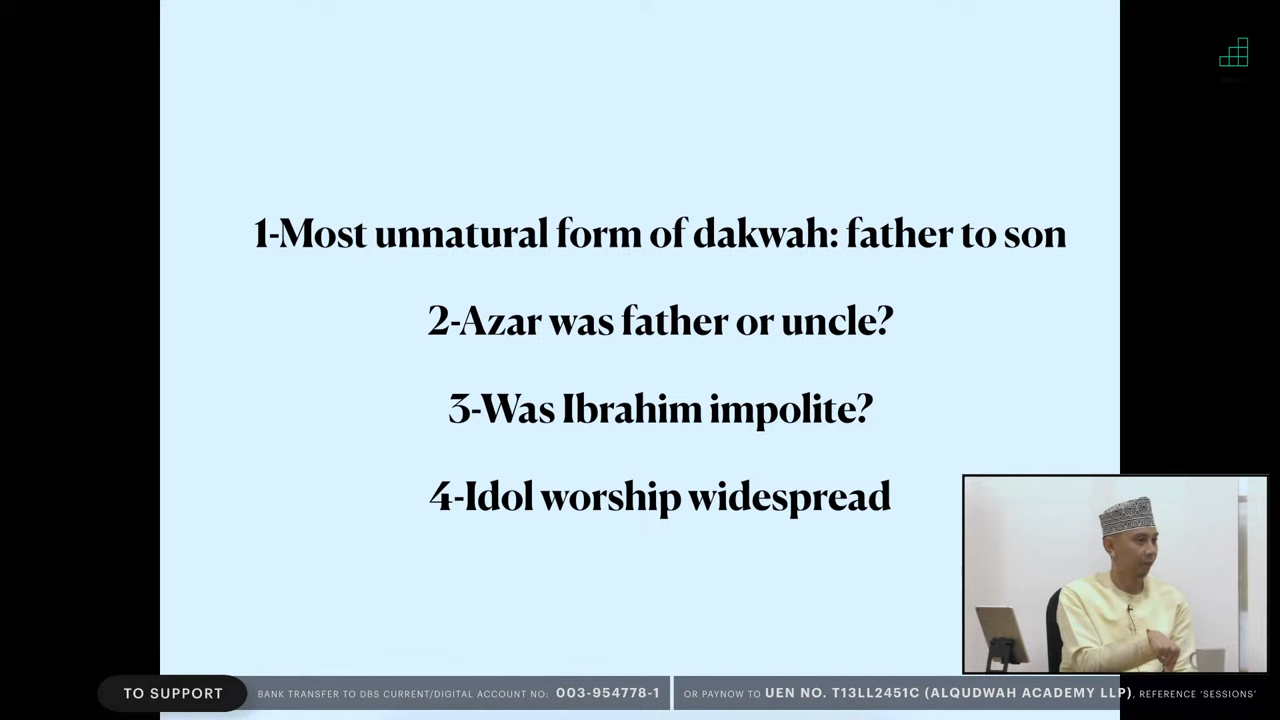 1-Most unnatural form of dakwah: father to son
2-Azar was father or uncle?
3-Was Ibrahim impolite?
4-Idol worship widespread
TO SUPPORT
BANK TRANSFER TO DBS CURRENT/DIGITAL ACCOUNT NO: 003-954778-1
OR PAYNOW TO UEN NO. T13LL2451C (ALQUDWAH ACADEMY LLP), REFERENCE ‘SESSIONS’